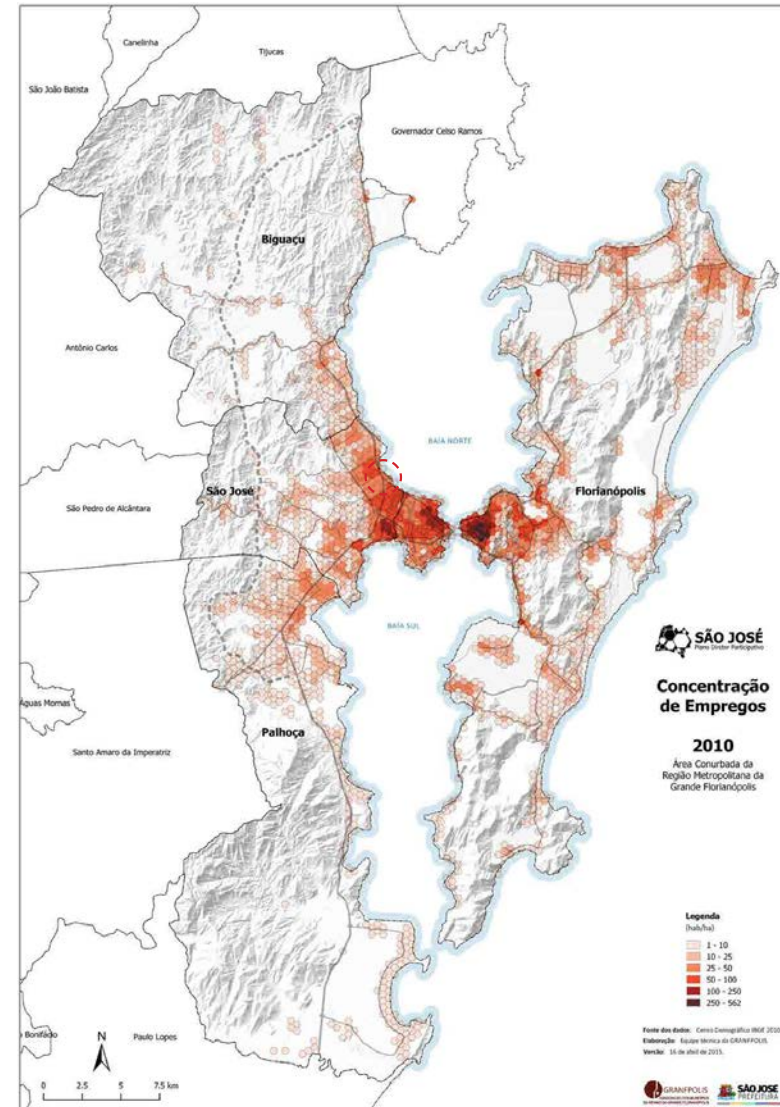 Canelinha
Tijucas
São João Batista
Governador Celso Ramos
Biguaçu
Antônio Carlos
BAÍA NORTE
São José
Florianópolis
São Pedro de Alcântara
BAÍA SUL
SÃO JOSÉ
Plano Diretor Participativo
Concentração
de Empregos
Águas Mornas
2010
Palhoça
Santo Amaro da Imperatriz
Área Conurbada da
Região Metropolitana da
Grande Florianópolis
Legenda
(hab/ha)
1 - 10
10 - 25
25 - 50
50 - 100
100 - 250
250 - 562
Paulo Lopes
N
Fonte dos dados: Censo Demográfico IBGE 2010
Elaboração: Equipe técnica da GRANFPOLIS
Versão: 16 de abril de 2015.
0 2.5 5 7.5 km
GRANFPOLIS
SÃO JOSÉ
PREFEITURA